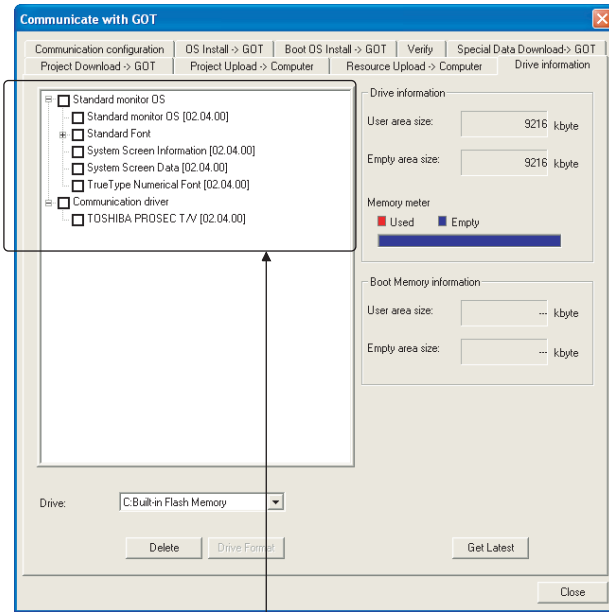 Communicate with GOT
Communication configuration OS Install -> GOT Boot OS Install -> GOT Verify Special Data Download-> GOT
Project Download -> GOT Project Upload -> Computer Resource Upload -> Computer Drive information
Standard monitor OS
Standard monitor OS [02.04.00]
Standard Font
System Screen Information [02.04.00]
System Screen Data [02.04.00]
TrueType Numerical Font [02.04.00]
Communication driver
TOSHIBA PROSEC T/V [02.04.00]
Drive information
User area size: 9216 kbyte
Empty area size: 9216 kbyte
Memory meter
Used Empty
Boot Memory information
User area size: --- kbyte
Empty area size: --- kbyte
Drive: C:Built-in Flash Memory
Delete Drive Format Get Latest
Close